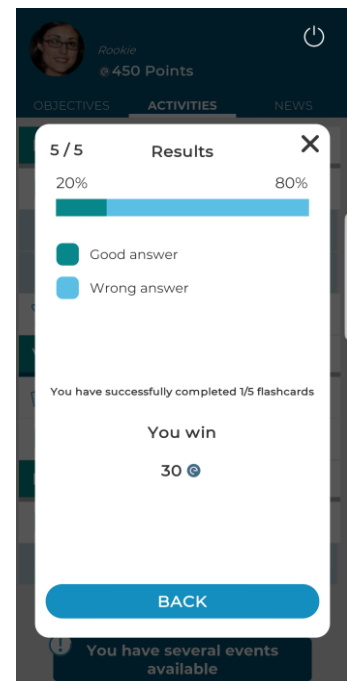 Rookie
450 Points
OBJECTIVES ACTIVITIES NEWS
5 / 5 Results
20% 80%
Good answer
Wrong answer
You have successfully completed 1/5 flashcards
You win
30
BACK
You have several events
available